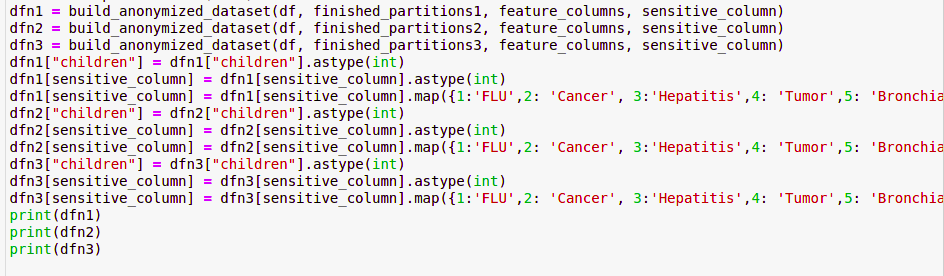 dfn1 = build_anonymized_dataset(df, finished_partitions1, feature_columns, sensitive_column)
dfn2 = build_anonymized_dataset(df, finished_partitions2, feature_columns, sensitive_column)
dfn3 = build_anonymized_dataset(df, finished_partitions3, feature_columns, sensitive_column)
dfn1["children"] = dfn1["children"].astype(int)
dfn1[sensitive_column] = dfn1[sensitive_column].astype(int)
dfn1[sensitive_column] = dfn1[sensitive_column].map({1:'FLU',2: 'Cancer', 3:'Hepatitis',4: 'Tumor',5: 'Bronchia
dfn2["children"] = dfn2["children"].astype(int)
dfn2[sensitive_column] = dfn2[sensitive_column].astype(int)
dfn2[sensitive_column] = dfn2[sensitive_column].map({1:'FLU',2: 'Cancer', 3:'Hepatitis',4: 'Tumor',5: 'Bronchia
dfn3["children"] = dfn3["children"].astype(int)
dfn3[sensitive_column] = dfn3[sensitive_column].astype(int)
dfn3[sensitive_column] = dfn3[sensitive_column].map({1:'FLU',2: 'Cancer', 3:'Hepatitis',4: 'Tumor',5: 'Bronchia
print(dfn1)
print(dfn2)
print(dfn3)